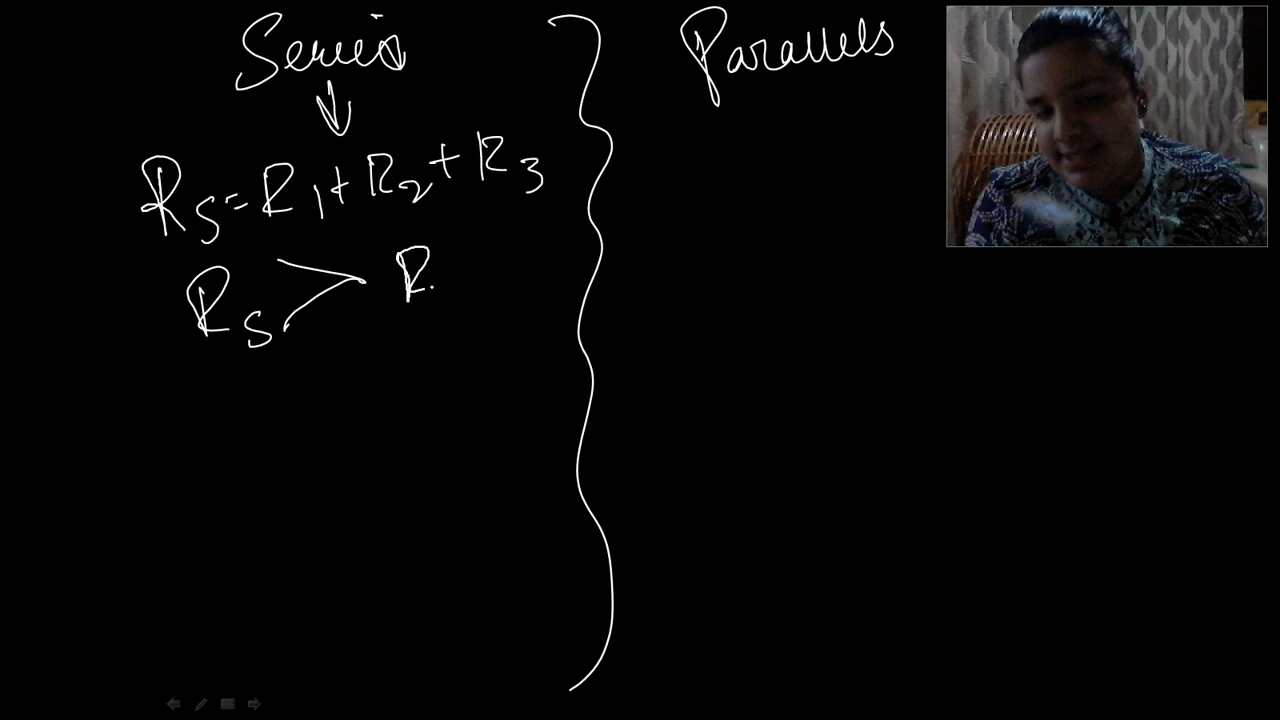 Series
↓
Rs = R1 + R2 + R3
Rs > R.
Parallels